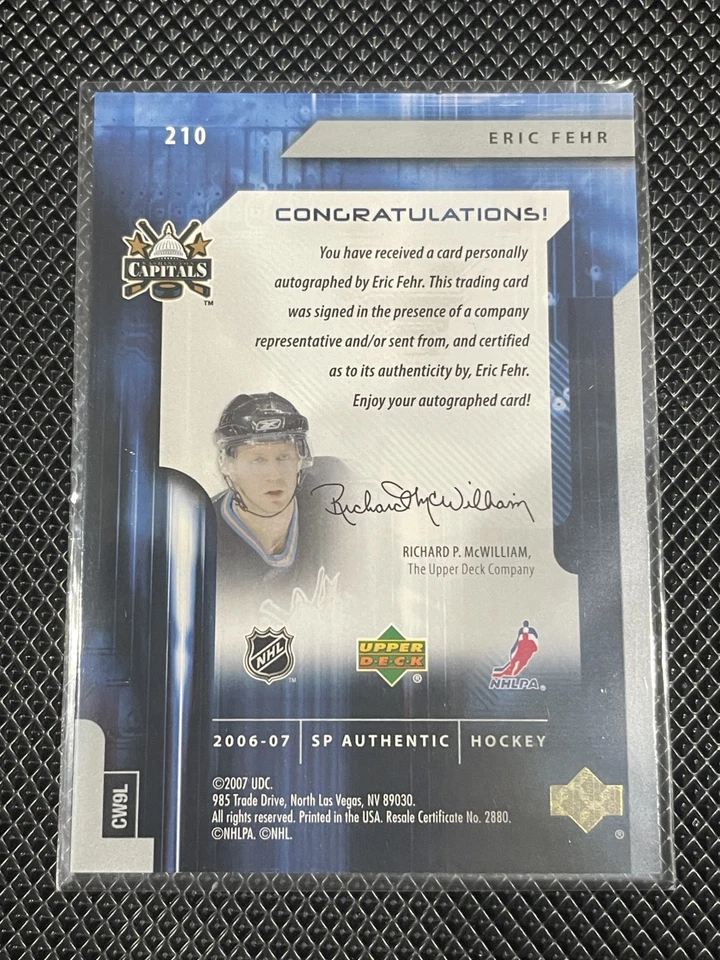 210
ERIC FEHR
CONGRATULATIONS!
CAPITALS
TM
You have received a card personally
autographed by Eric Fehr. This trading card
was signed in the presence of a company
representative and/or sent from, and certified
as to its authenticity by, Eric Fehr.
Enjoy your autographed card!
Richard McWilliam
RICHARD P. McWILLIAM,
The Upper Deck Company
NHL
TM
UPPER
DECK
®
NHLPA®
2006-07 | SP AUTHENTIC | HOCKEY
©2007 UDC.
985 Trade Drive, North Las Vegas, NV 89030.
All rights reserved. Printed in the USA. Resale Certificate No. 2880.
©NHLPA. ©NHL.
CW9L
®